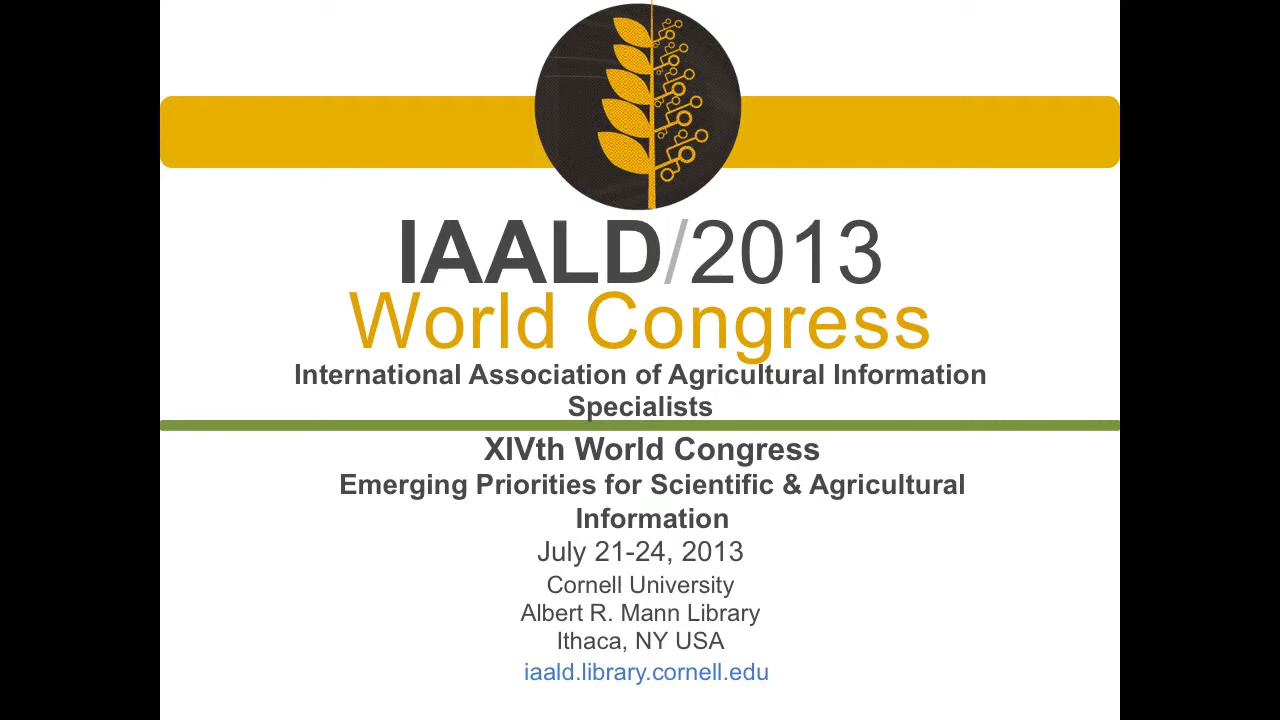 IAALD/2013
World Congress
International Association of Agricultural Information
Specialists
XIVth World Congress
Emerging Priorities for Scientific & Agricultural
Information
July 21-24, 2013
Cornell University
Albert R. Mann Library
Ithaca, NY USA
iaald.library.cornell.edu